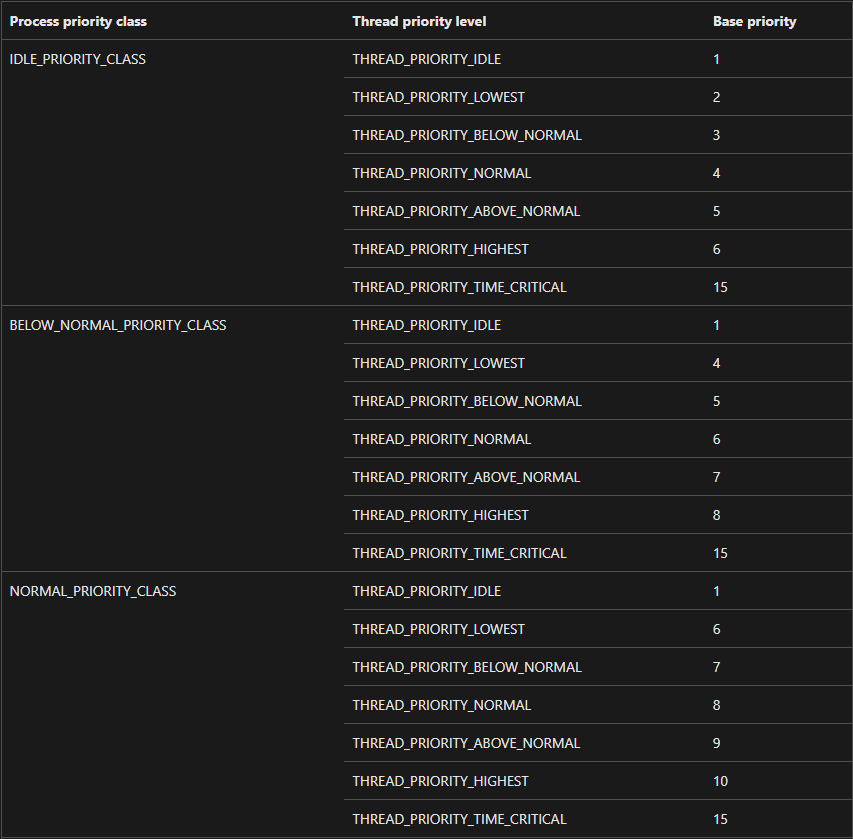 Process priority class Thread priority level Base priority
IDLE_PRIORITY_CLASS THREAD_PRIORITY_IDLE 1
THREAD_PRIORITY_LOWEST 2
THREAD_PRIORITY_BELOW_NORMAL 3
THREAD_PRIORITY_NORMAL 4
THREAD_PRIORITY_ABOVE_NORMAL 5
THREAD_PRIORITY_HIGHEST 6
THREAD_PRIORITY_TIME_CRITICAL 15
BELOW_NORMAL_PRIORITY_CLASS THREAD_PRIORITY_IDLE 1
THREAD_PRIORITY_LOWEST 4
THREAD_PRIORITY_BELOW_NORMAL 5
THREAD_PRIORITY_NORMAL 6
THREAD_PRIORITY_ABOVE_NORMAL 7
THREAD_PRIORITY_HIGHEST 8
THREAD_PRIORITY_TIME_CRITICAL 15
NORMAL_PRIORITY_CLASS THREAD_PRIORITY_IDLE 1
THREAD_PRIORITY_LOWEST 6
THREAD_PRIORITY_BELOW_NORMAL 7
THREAD_PRIORITY_NORMAL 8
THREAD_PRIORITY_ABOVE_NORMAL 9
THREAD_PRIORITY_HIGHEST 10
THREAD_PRIORITY_TIME_CRITICAL 15